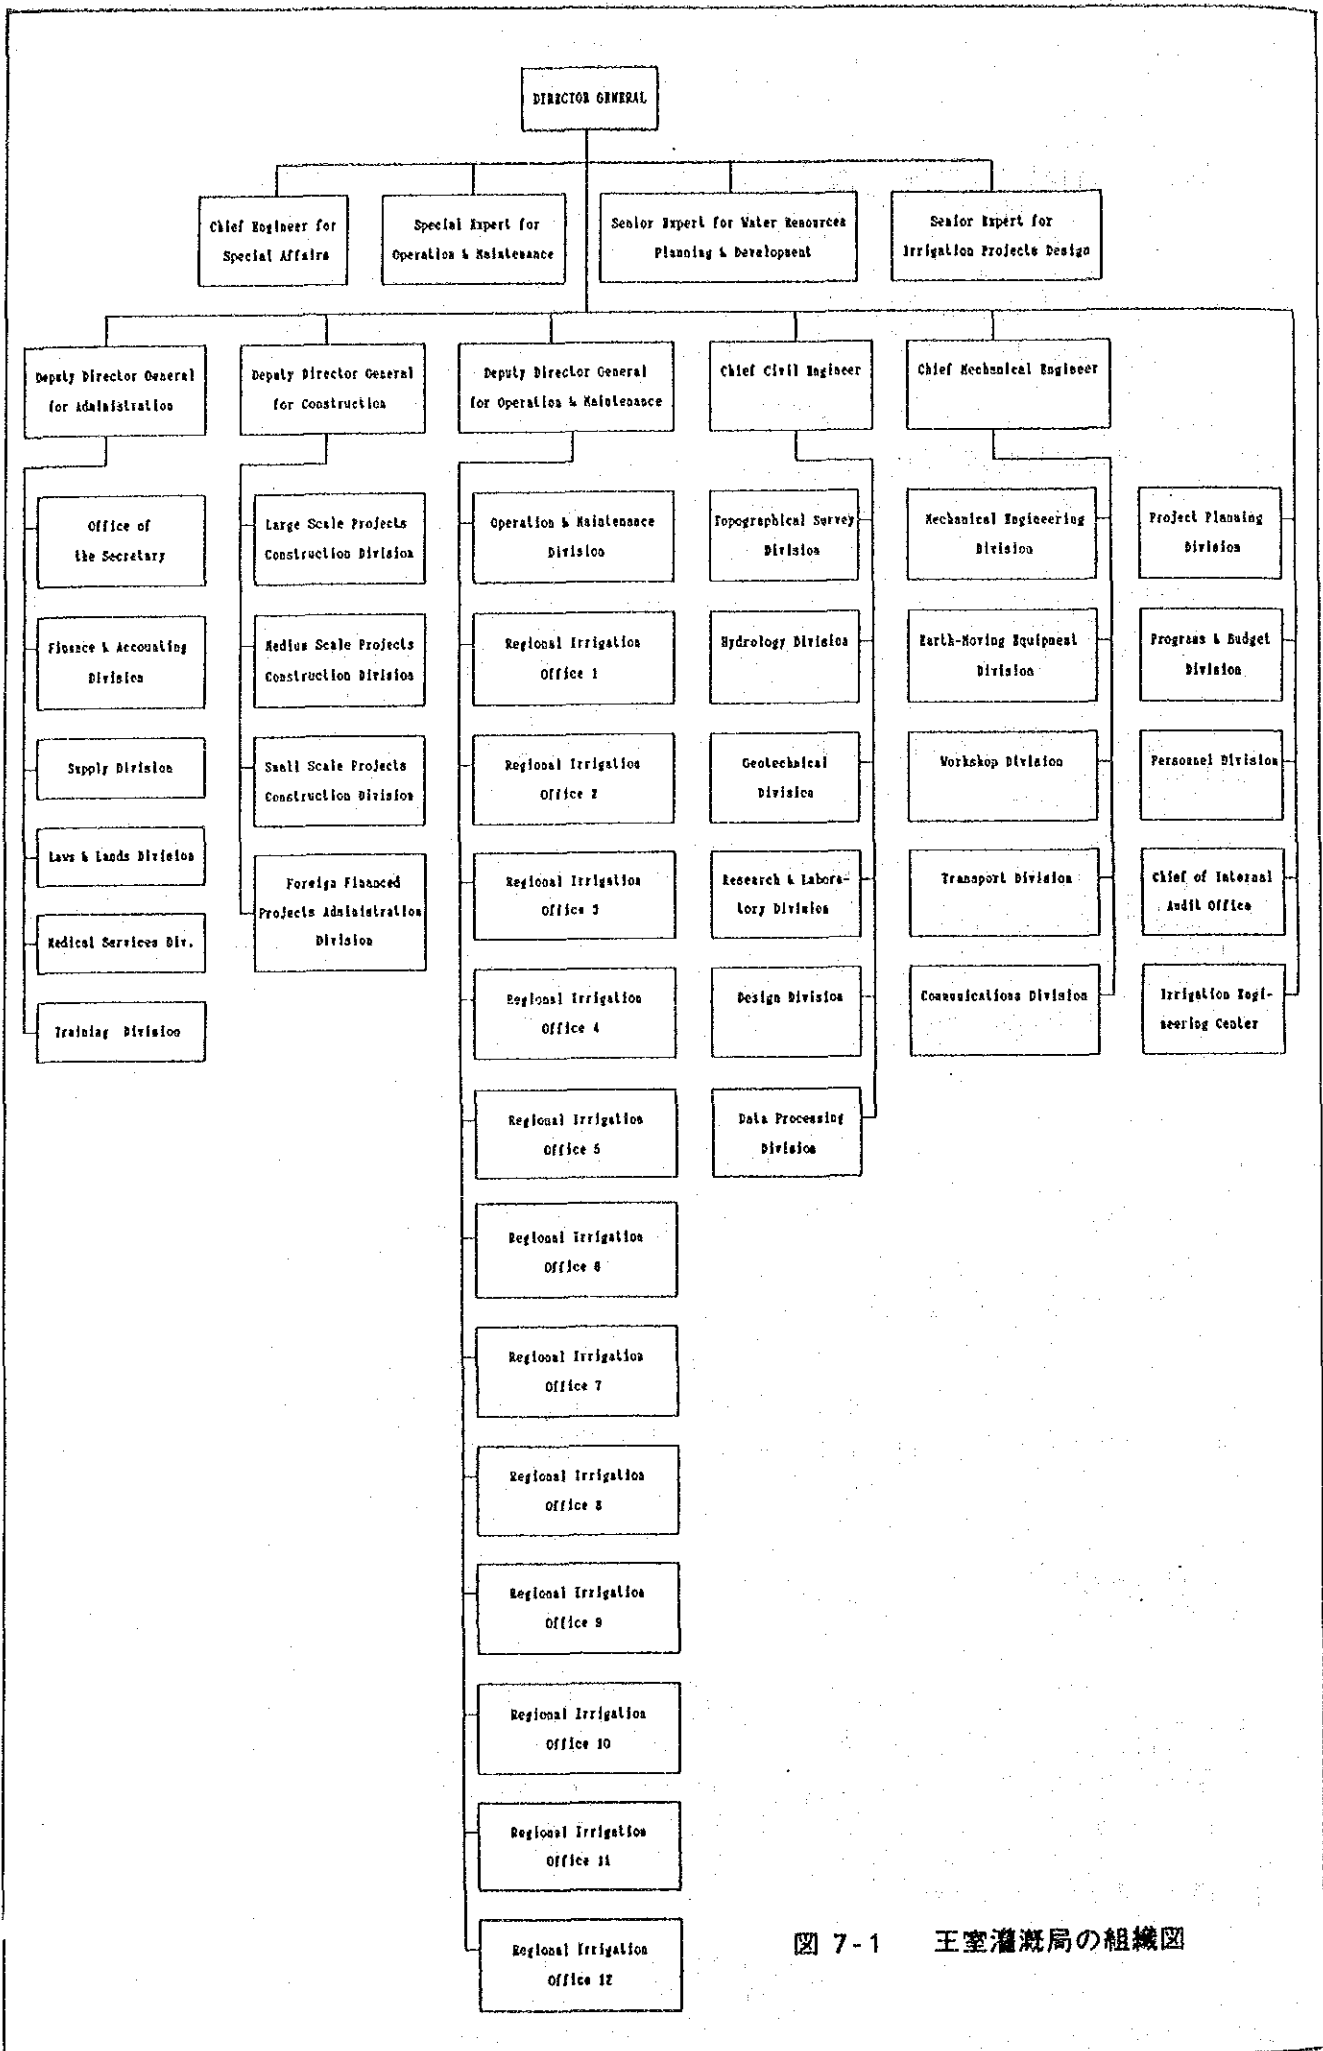 DIRECTOR GENERAL
Chief Engineer for
Special Affairs
Special Expert for
Operation & Maintenance
Senior Expert for Water Resources
Planning & Development
Senior Expert for
Irrigation Projects Design
Deputy Director General
for Administration
Deputy Director General
for Construction
Deputy Director General
for Operation & Maintenance
Chief Civil Engineer
Chief Mechanical Engineer
Office of
the Secretary
Finance & Accounting
Division
Supply Division
Laws & Lands Division
Medical Services Div.
Training Division
Large Scale Projects
Construction Division
Medium Scale Projects
Construction Division
Small Scale Projects
Construction Division
Foreign Financed
Projects Administration
Division
Operation & Maintenance
Division
Regional Irrigation
Office 1
Regional Irrigation
Office 2
Regional Irrigation
Office 3
Regional Irrigation
Office 4
Regional Irrigation
Office 5
Regional Irrigation
Office 6
Regional Irrigation
Office 7
Regional Irrigation
Office 8
Regional Irrigation
Office 9
Regional Irrigation
Office 10
Regional Irrigation
Office 11
Regional Irrigation
Office 12
Topographical Survey
Division
Hydrology Division
Geotechnical
Division
Research & Labora-
tory Division
Design Division
Data Processing
Division
Mechanical Engineering
Division
Earth-Moving Equipment
Division
Workshop Division
Transport Division
Communications Division
Project Planning
Division
Programs & Budget
Division
Personnel Division
Chief of Internal
Audit Office
Irrigation Engi-
neering Center
図 7-1 王室灌漑局の組織図